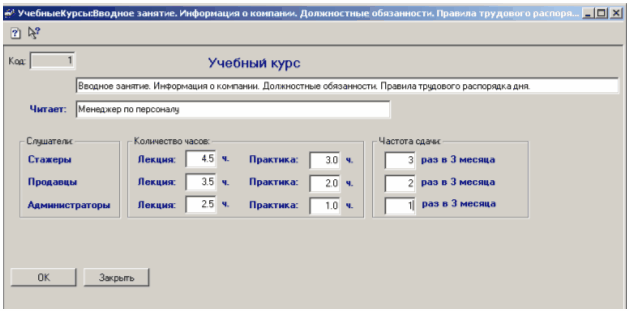 УчебныеКурсы:Вводное занятие. Информация о компании. Должностные обязанности. Правила трудового распоря...
Код: 1
Учебный курс
Вводное занятие. Информация о компании. Должностные обязанности. Правила трудового распорядка дня.
Читает: Менеджер по персоналу
Слушатели: Количество часов: Частота сдачи:
Стажеры Лекция: 4.5 ч. Практика: 3.0 ч. 3 раз в 3 месяца
Продавцы Лекция: 3.5 ч. Практика: 2.0 ч. 2 раз в 3 месяца
Администраторы Лекция: 2.5 ч. Практика: 1.0 ч. 1 раз в 3 месяца
OK Закрыть